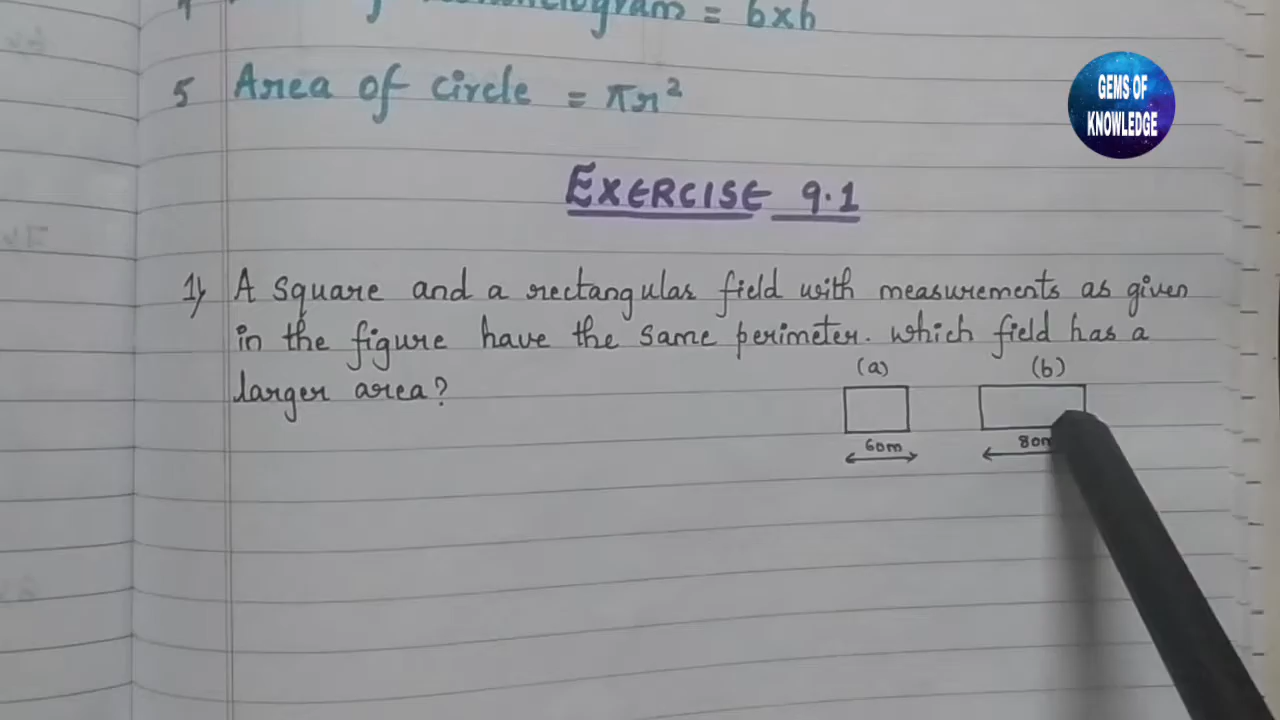 = b x h
5 Area of circle = πr²
GEMS OF
KNOWLEDGE
EXERCISE 9.1
1) A square and a rectangular field with measurements as given
in the figure have the same perimeter. Which field has a
larger area?
(a) (b)
60m 80m